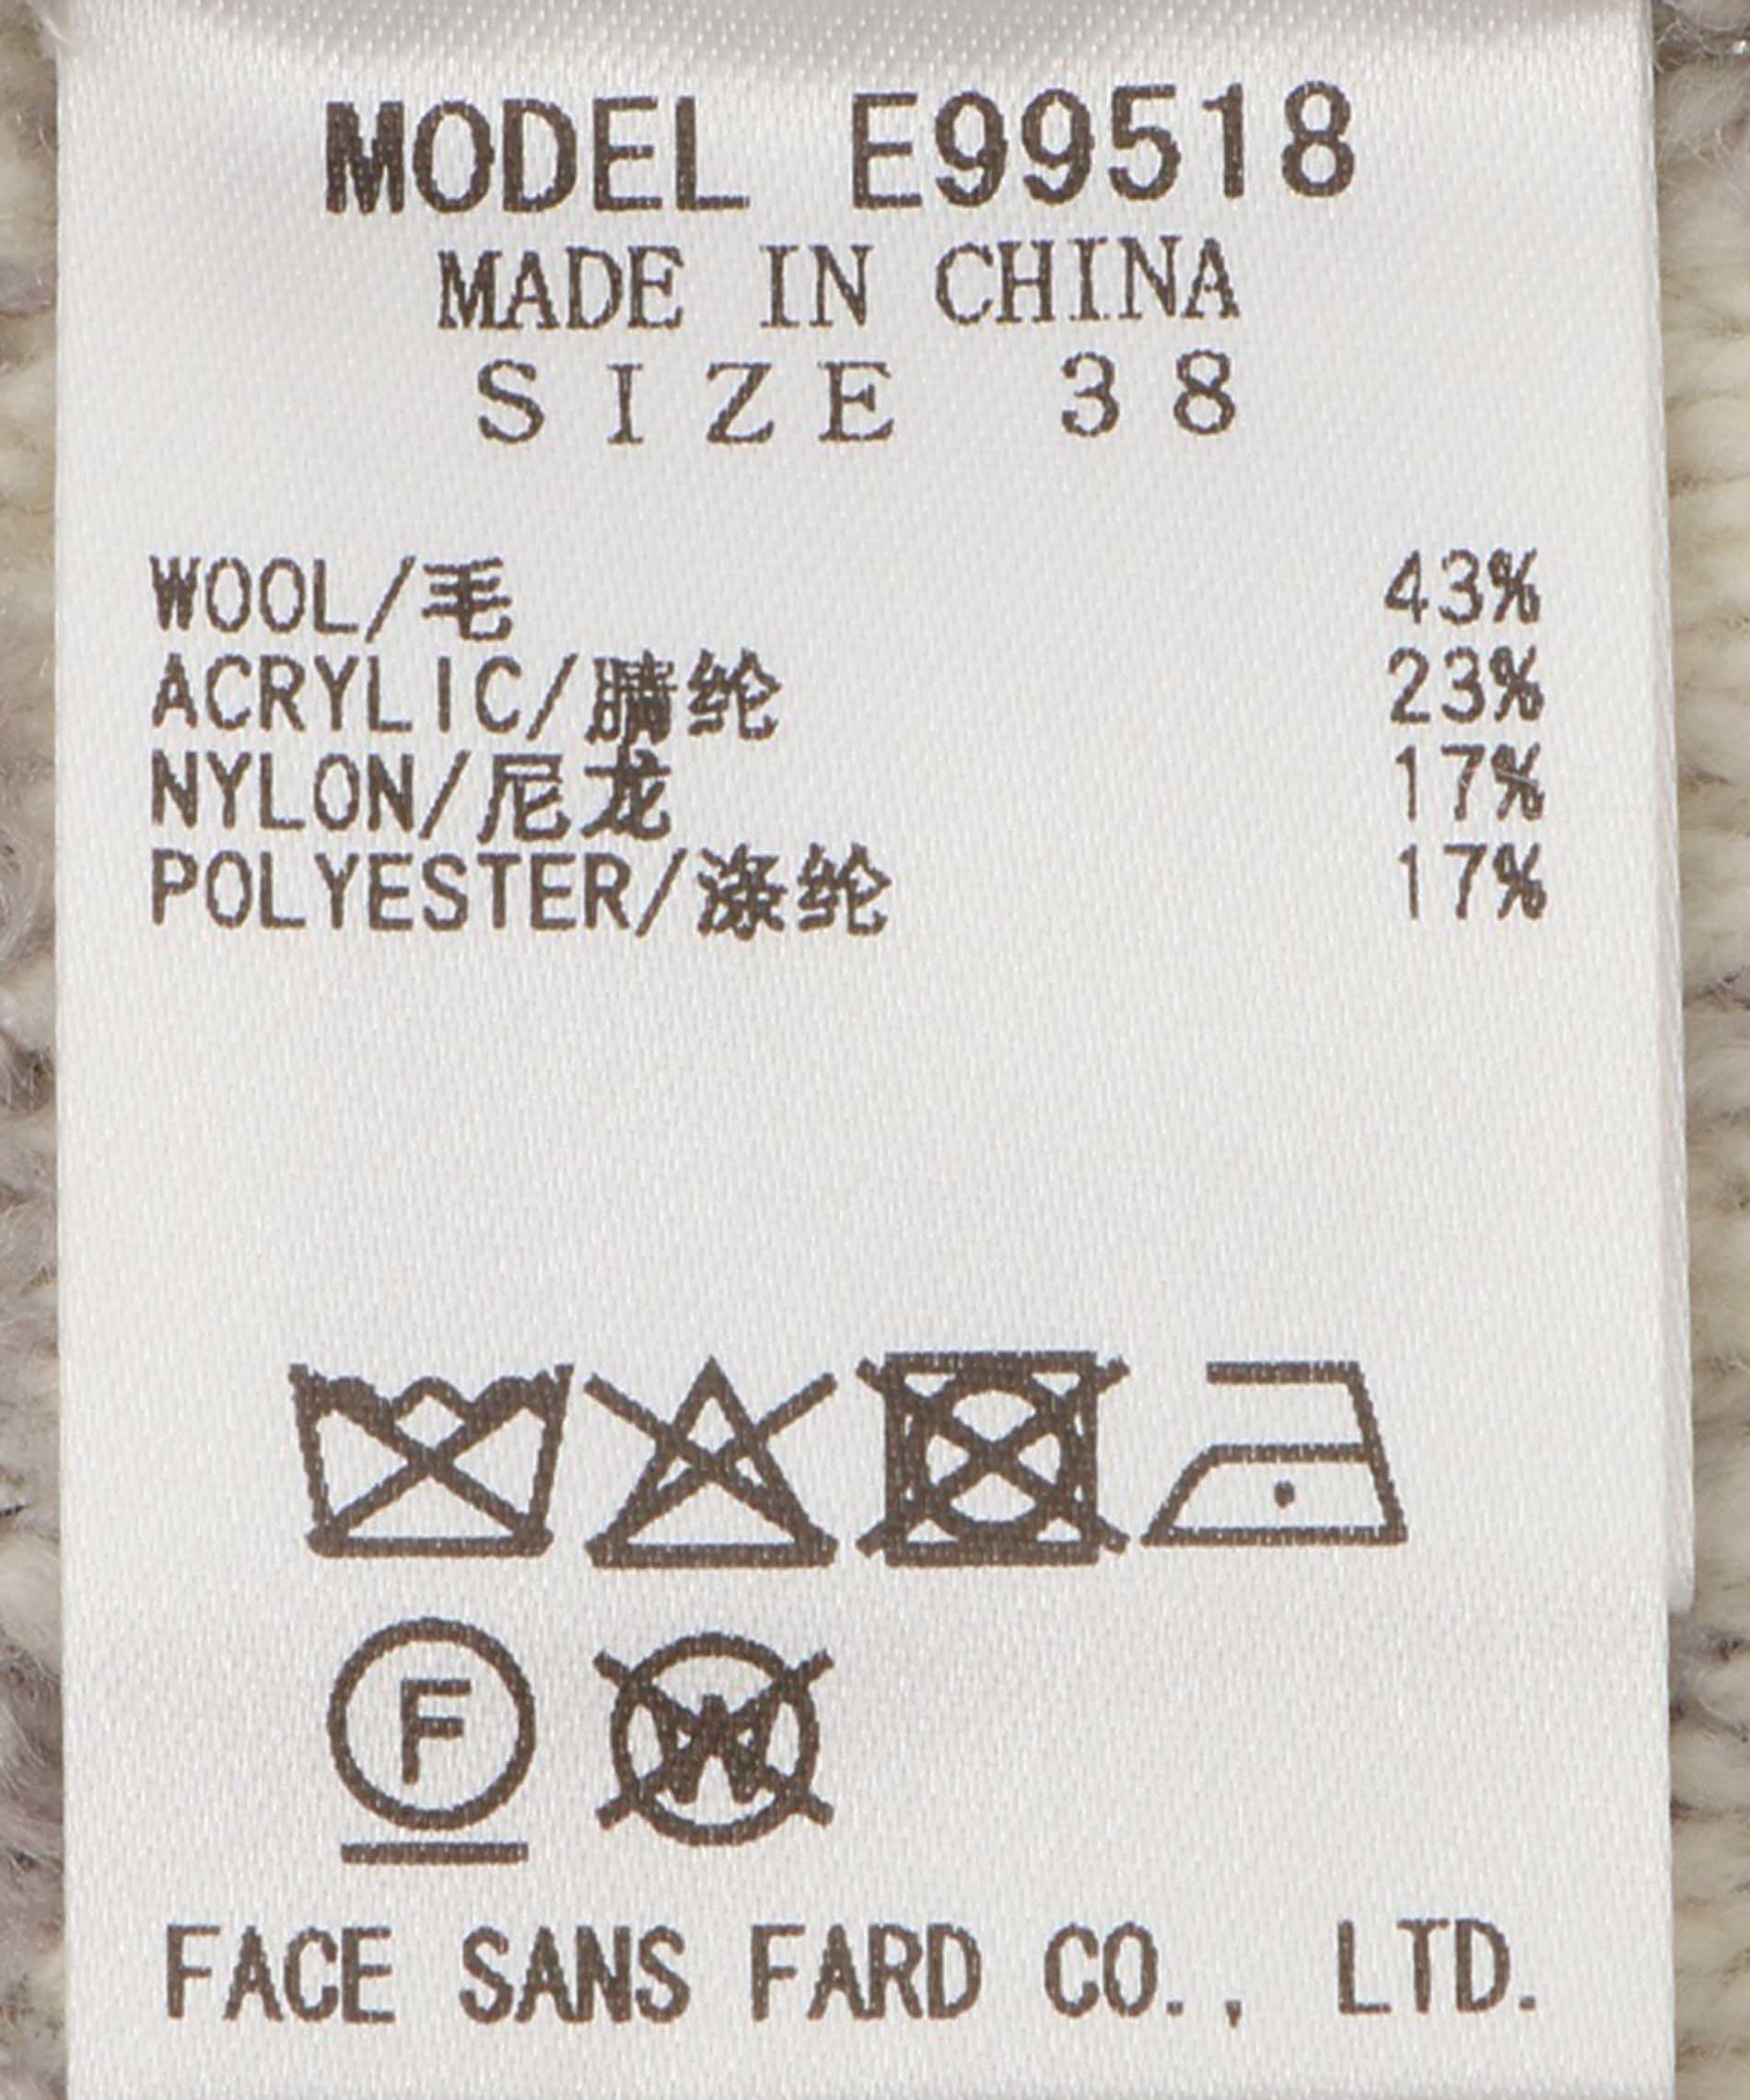 MODEL E99518
MADE IN CHINA
SIZE 38
WOOL/毛 43%
ACRYLIC/腈纶 23%
NYLON/尼龙 17%
POLYESTER/涤纶 17%
F W
FACE SANS FARD CO., LTD.